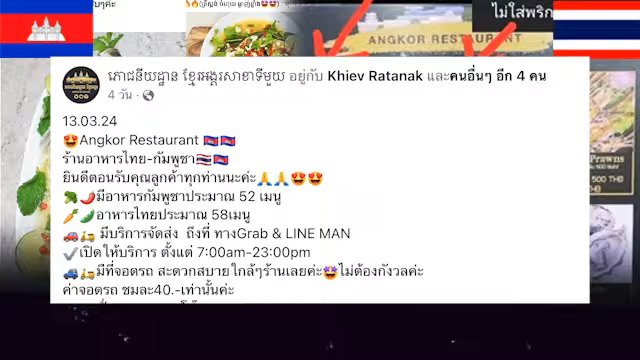 ไม่ใส่พริก
ANGKOR RESTAURANT
ភោជនីយដ្ឋាន ខ្មែរអង្គរសាខាទីមួយ อยู่กับ Khiev Ratanak และคนอื่นๆ อีก 4 คน
4 วัน ·
13.03.24
🤩Angkor Restaurant 🇰🇭🇰🇭
ร้านอาหารไทย-กัมพูชา🇹🇭🇰🇭
ยินดีตอนรับคุณลูกค้าทุกท่านนะค่ะ🙏🙏🤩🤩
🥦🌶️มีอาหารกัมพูชาประมาณ 52 เมนู
🥕🫑อาหารไทยประมาณ 58เมนู
🚗🛵 มีบริการจัดส่ง ถึงที่ ทางGrab & LINE MAN
✔️เปิดให้บริการ ตั้งแต่ 7:00am-23:00pm
🚙🛵มีที่จอดรถ สะดวกสบายใกล้ๆร้านเลยค่ะ🤩ไม่ต้องกังวลค่ะ
ค่าจอดรถ ชมละ40.-เท่านั้นค่ะ
Prawns
500 THB